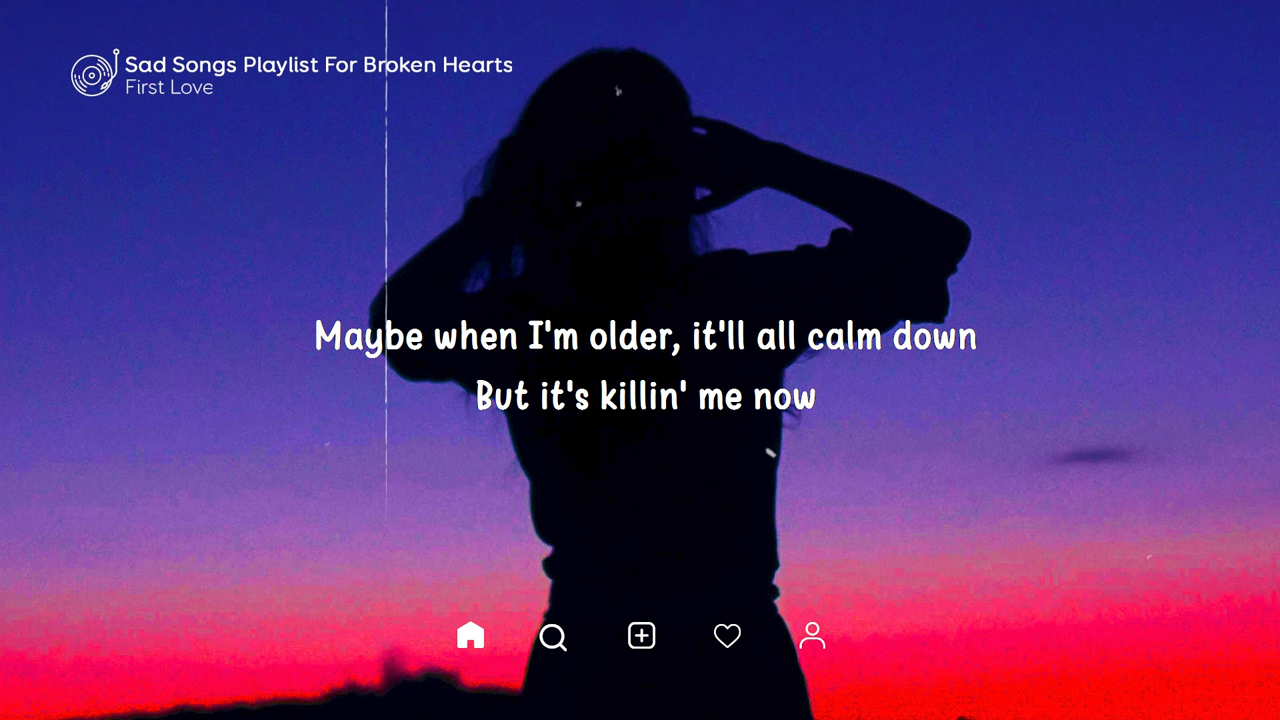 Sad Songs Playlist For Broken Hearts
First Love
Maybe when I'm older, it'll all calm down
But it's killin' me now